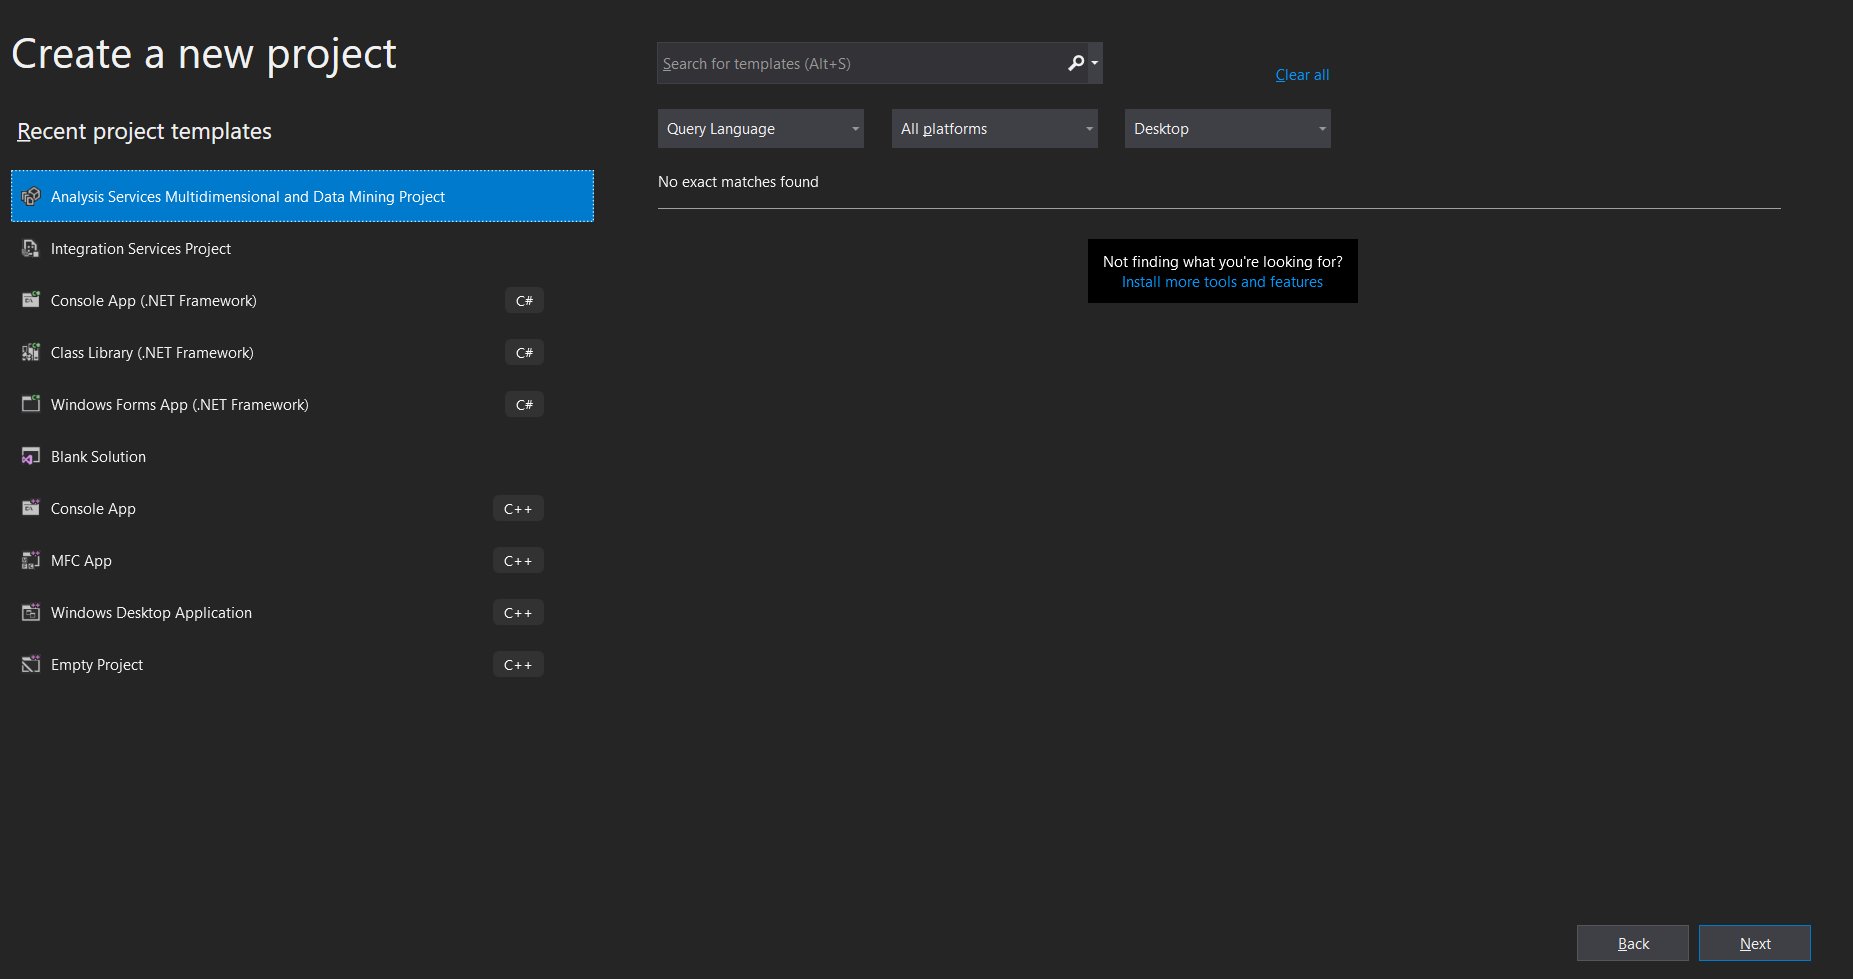 Create a new project
Recent project templates
Analysis Services Multidimensional and Data Mining Project
Integration Services Project
Console App (.NET Framework) C#
Class Library (.NET Framework) C#
Windows Forms App (.NET Framework) C#
Blank Solution
Console App C++
MFC App C++
Windows Desktop Application C++
Empty Project C++
Search for templates (Alt+S)
Clear all
Query Language All platforms Desktop
No exact matches found
Not finding what you're looking for?
Install more tools and features
Back Next